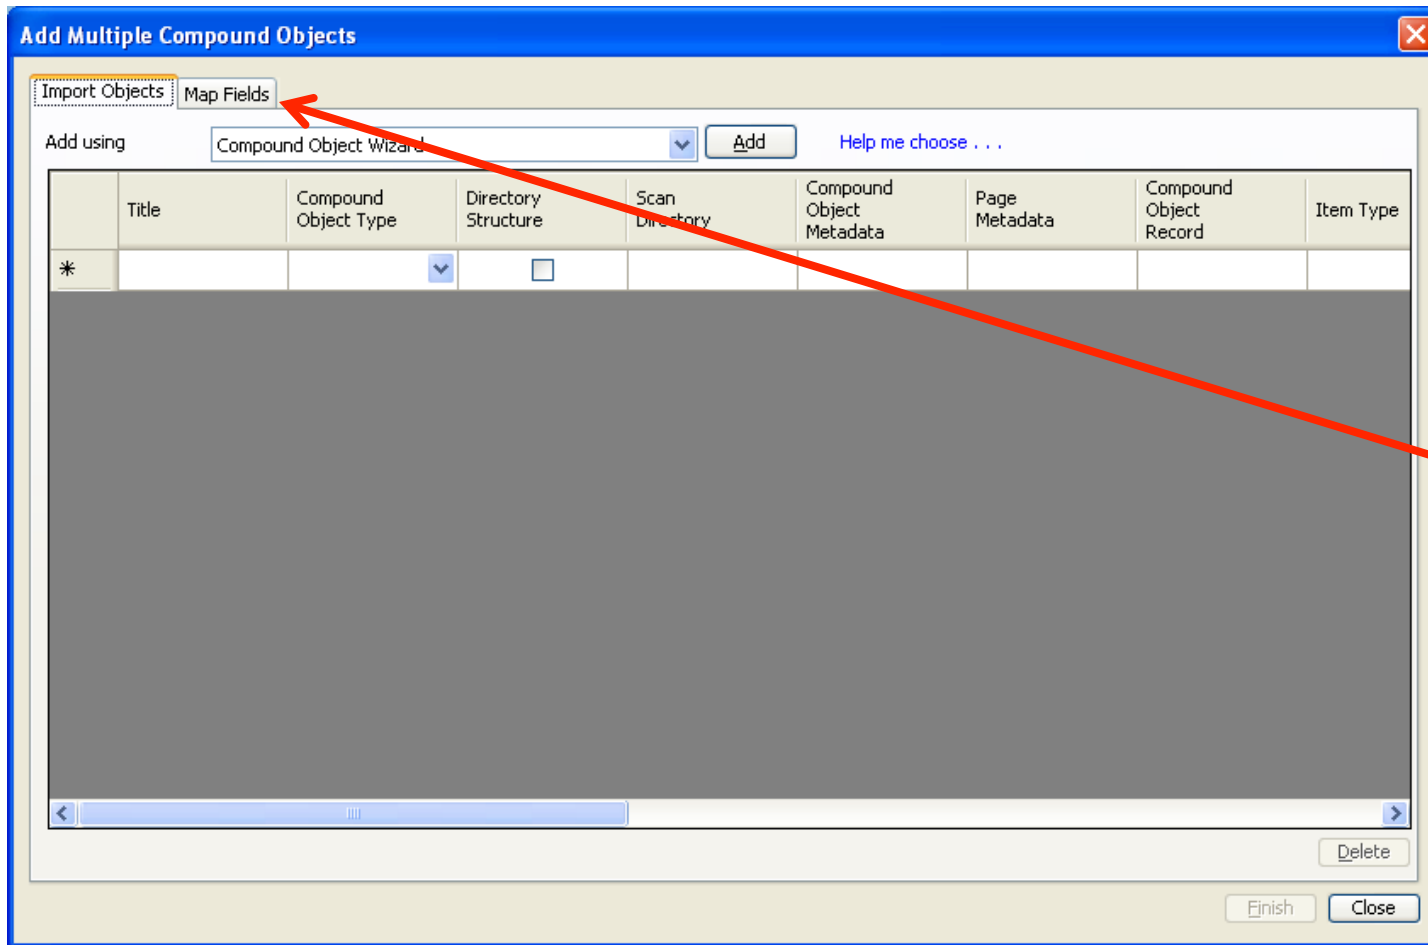 Add Multiple Compound Objects
Import Objects Map Fields
Add using Compound Object Wizard Add Help me choose . . .
Title Compound Object Type Directory Structure Scan Directory Compound Object Metadata Page Metadata Compound Object Record Item Type
*
Delete
Finish Close